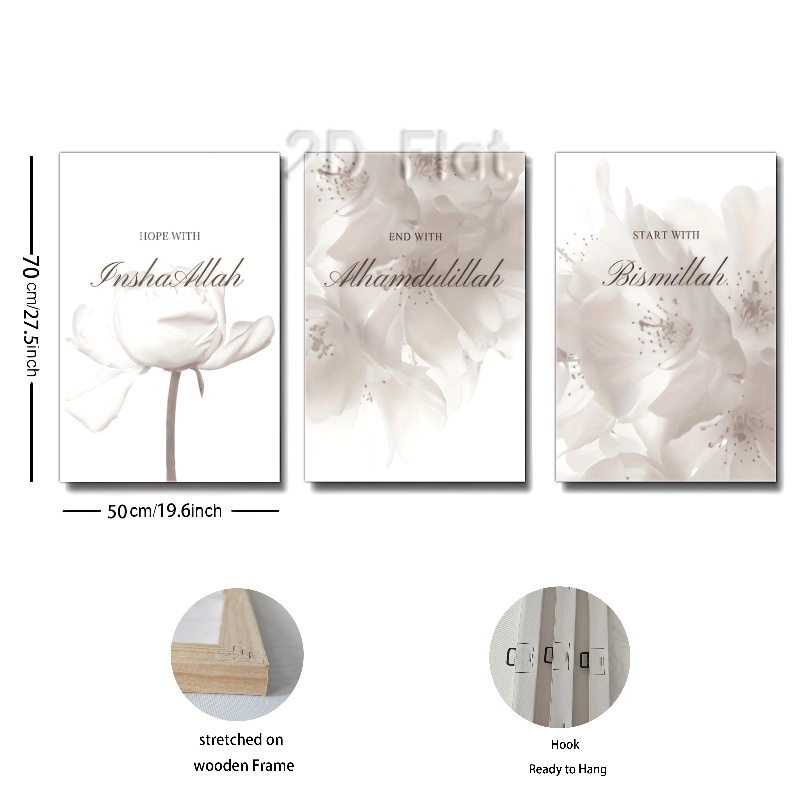 2D Flat
HOPE WITH
InshaAllah
END WITH
Alhamdulillah
START WITH
Bismillah
70 cm/27.5inch
50cm/19.6inch
stretched on
wooden Frame
Hook
Ready to Hang